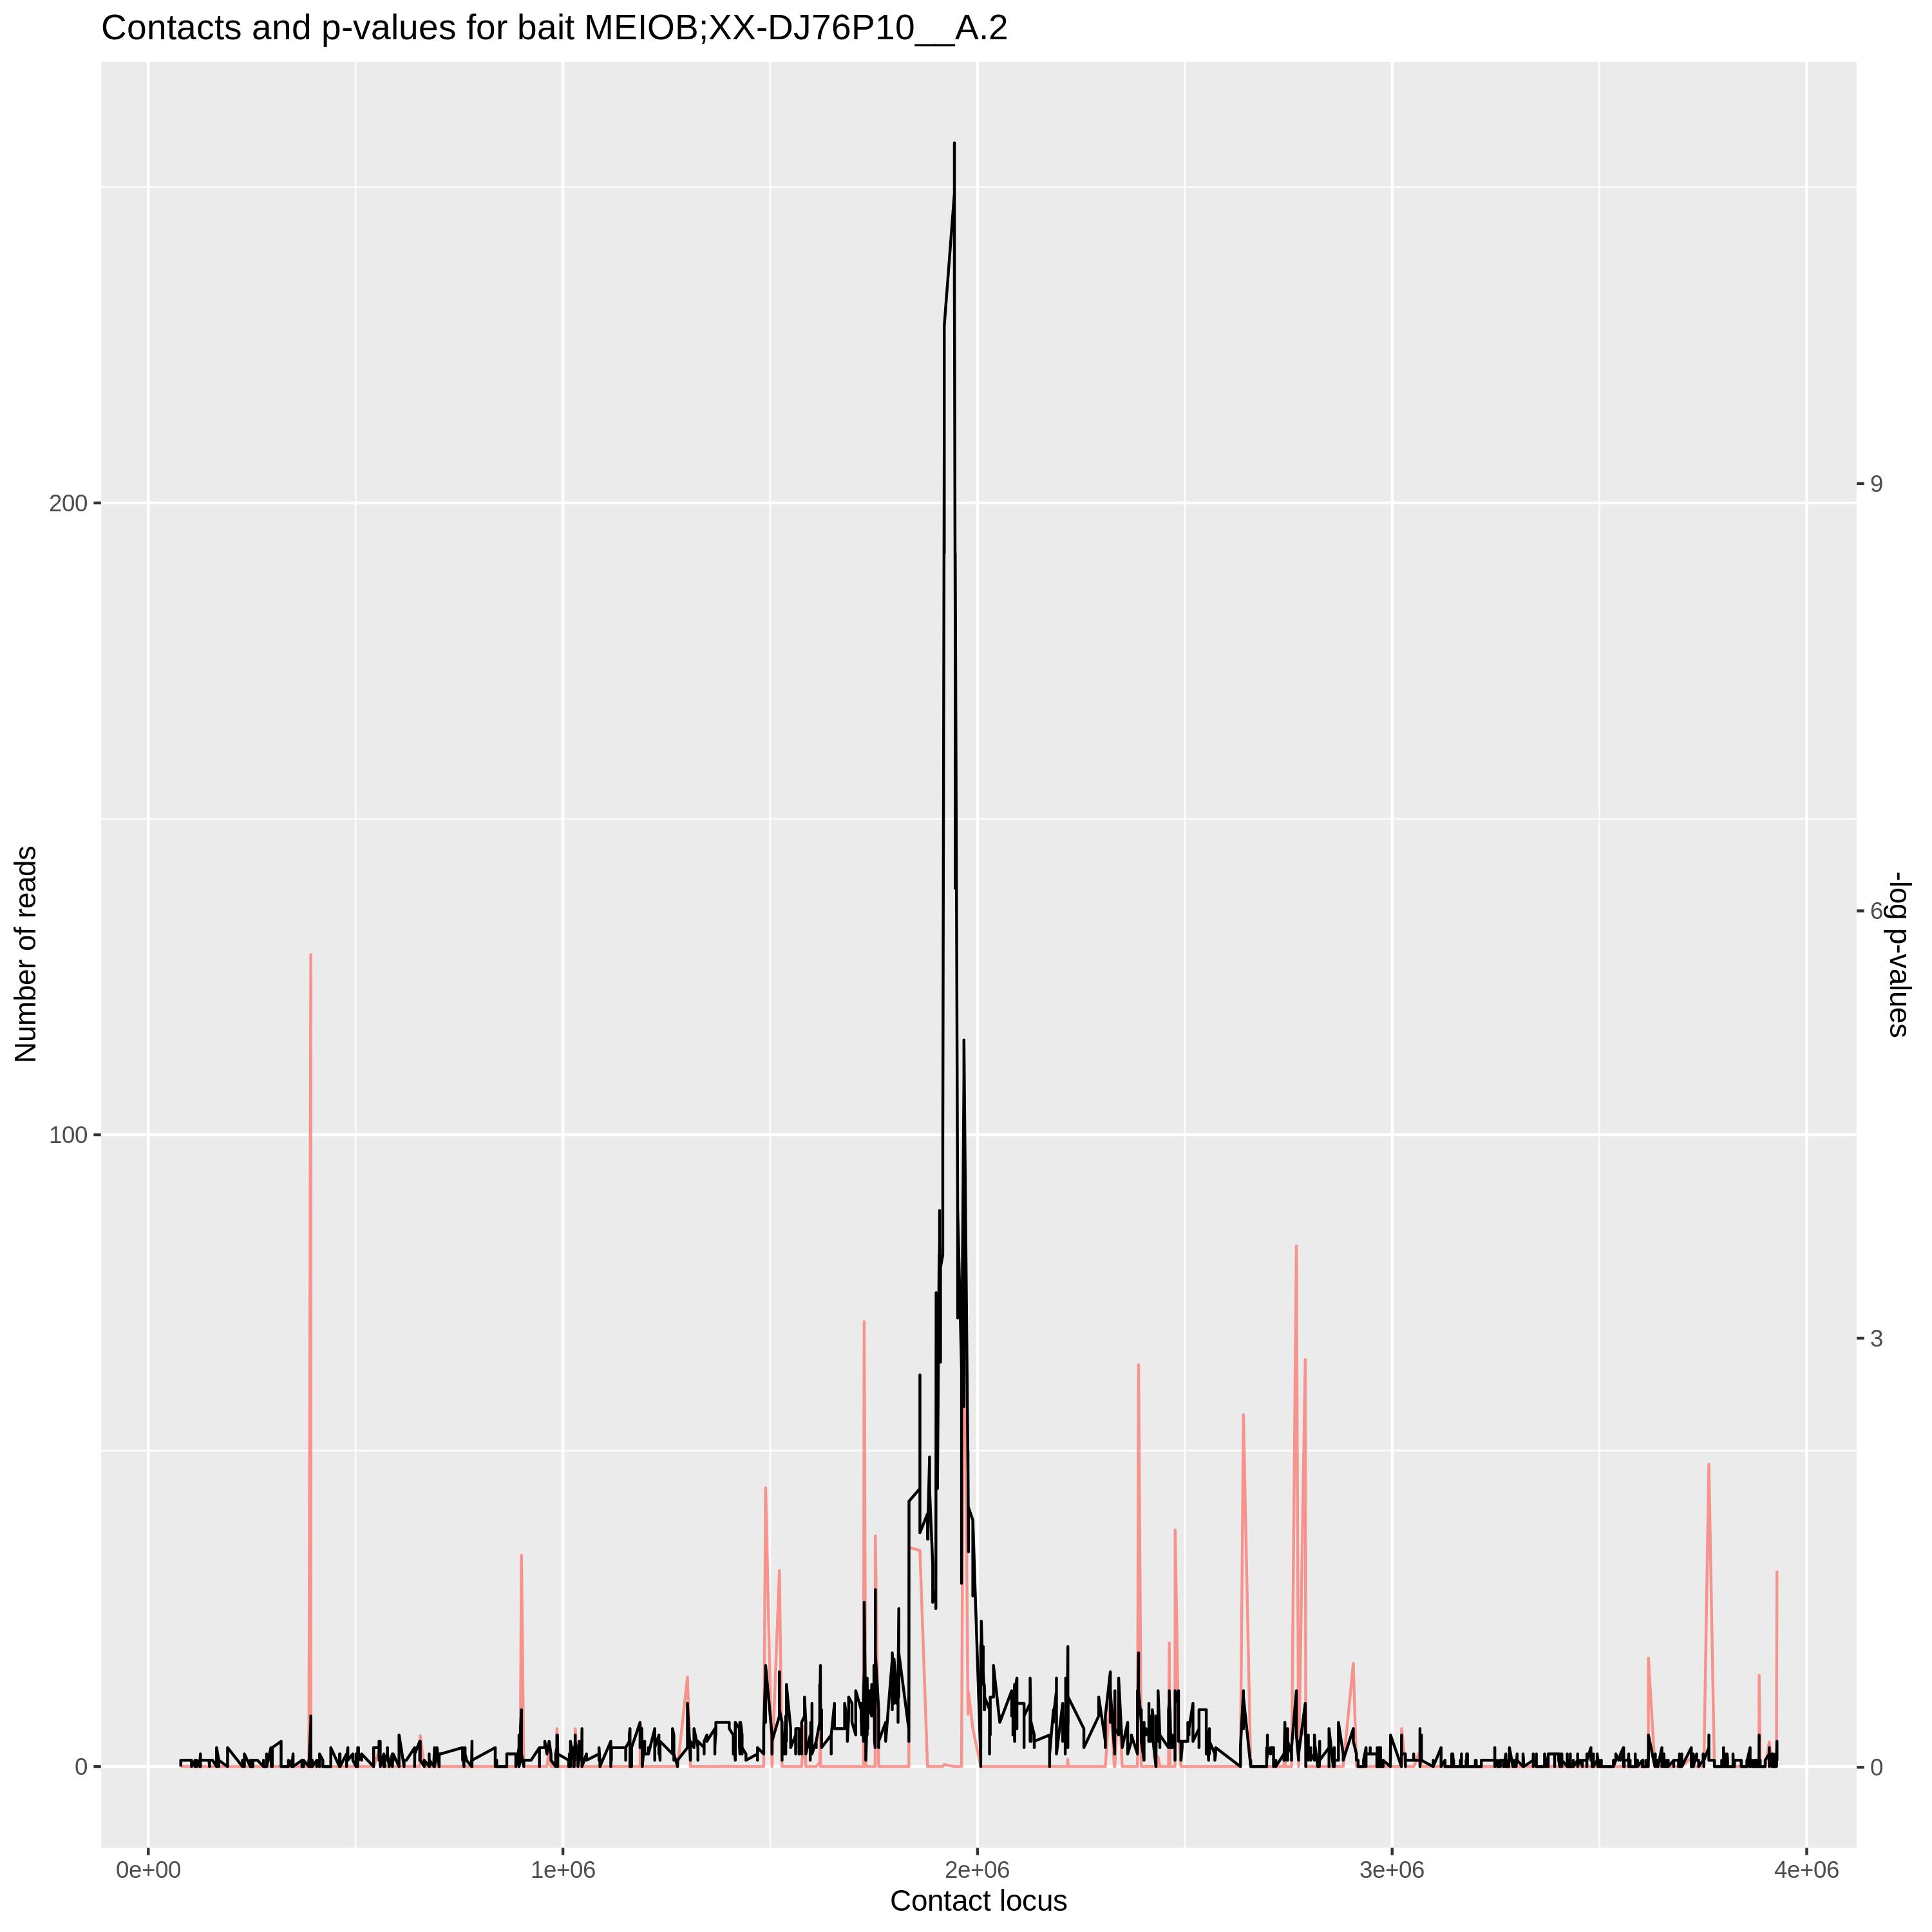 Contacts and p-values for bait MEIOB;XX-DJ76P10__A.2
Number of reads
200
100
0
9
6
3
0
-log p-values
0e+00
1e+06
2e+06
3e+06
4e+06
Contact locus